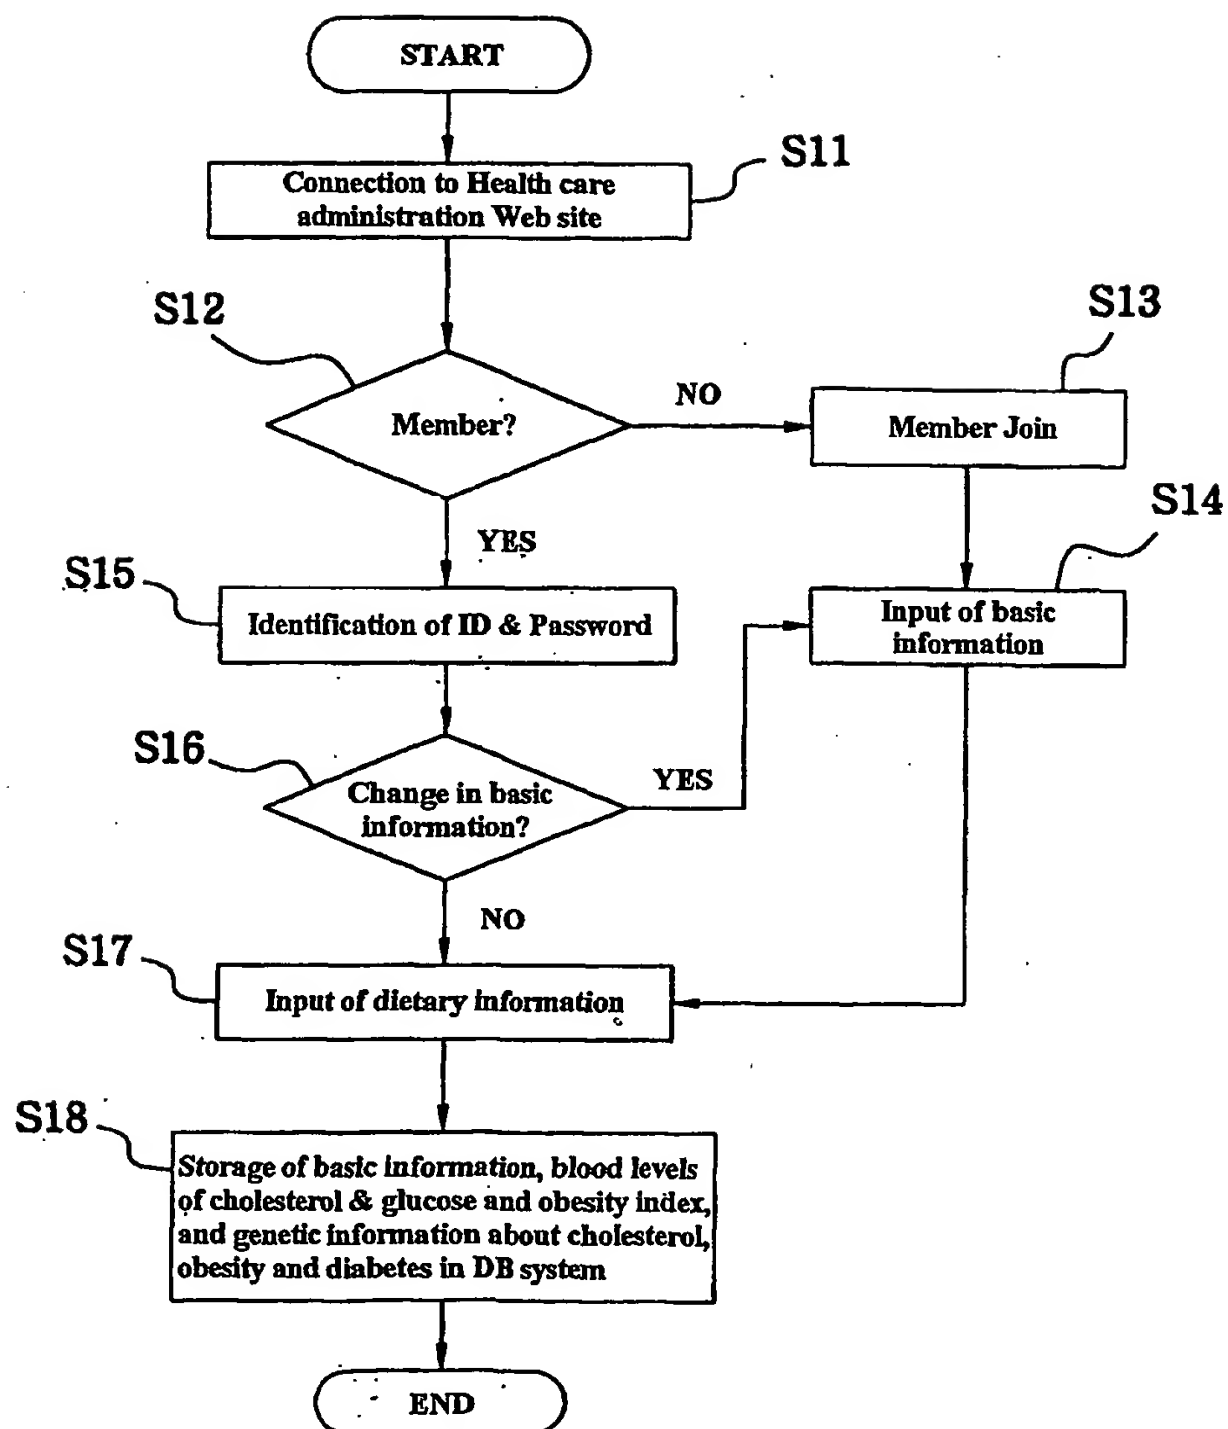 START
S11
Connection to Health care
administration Web site
S12
S13
Member?
NO
Member Join
YES
S14
S15
Identification of ID & Password
Input of basic
information
S16
Change in basic
information?
YES
NO
S17
Input of dietary information
S18
Storage of basic information, blood levels
of cholesterol & glucose and obesity index,
and genetic information about cholesterol,
obesity and diabetes in DB system
END